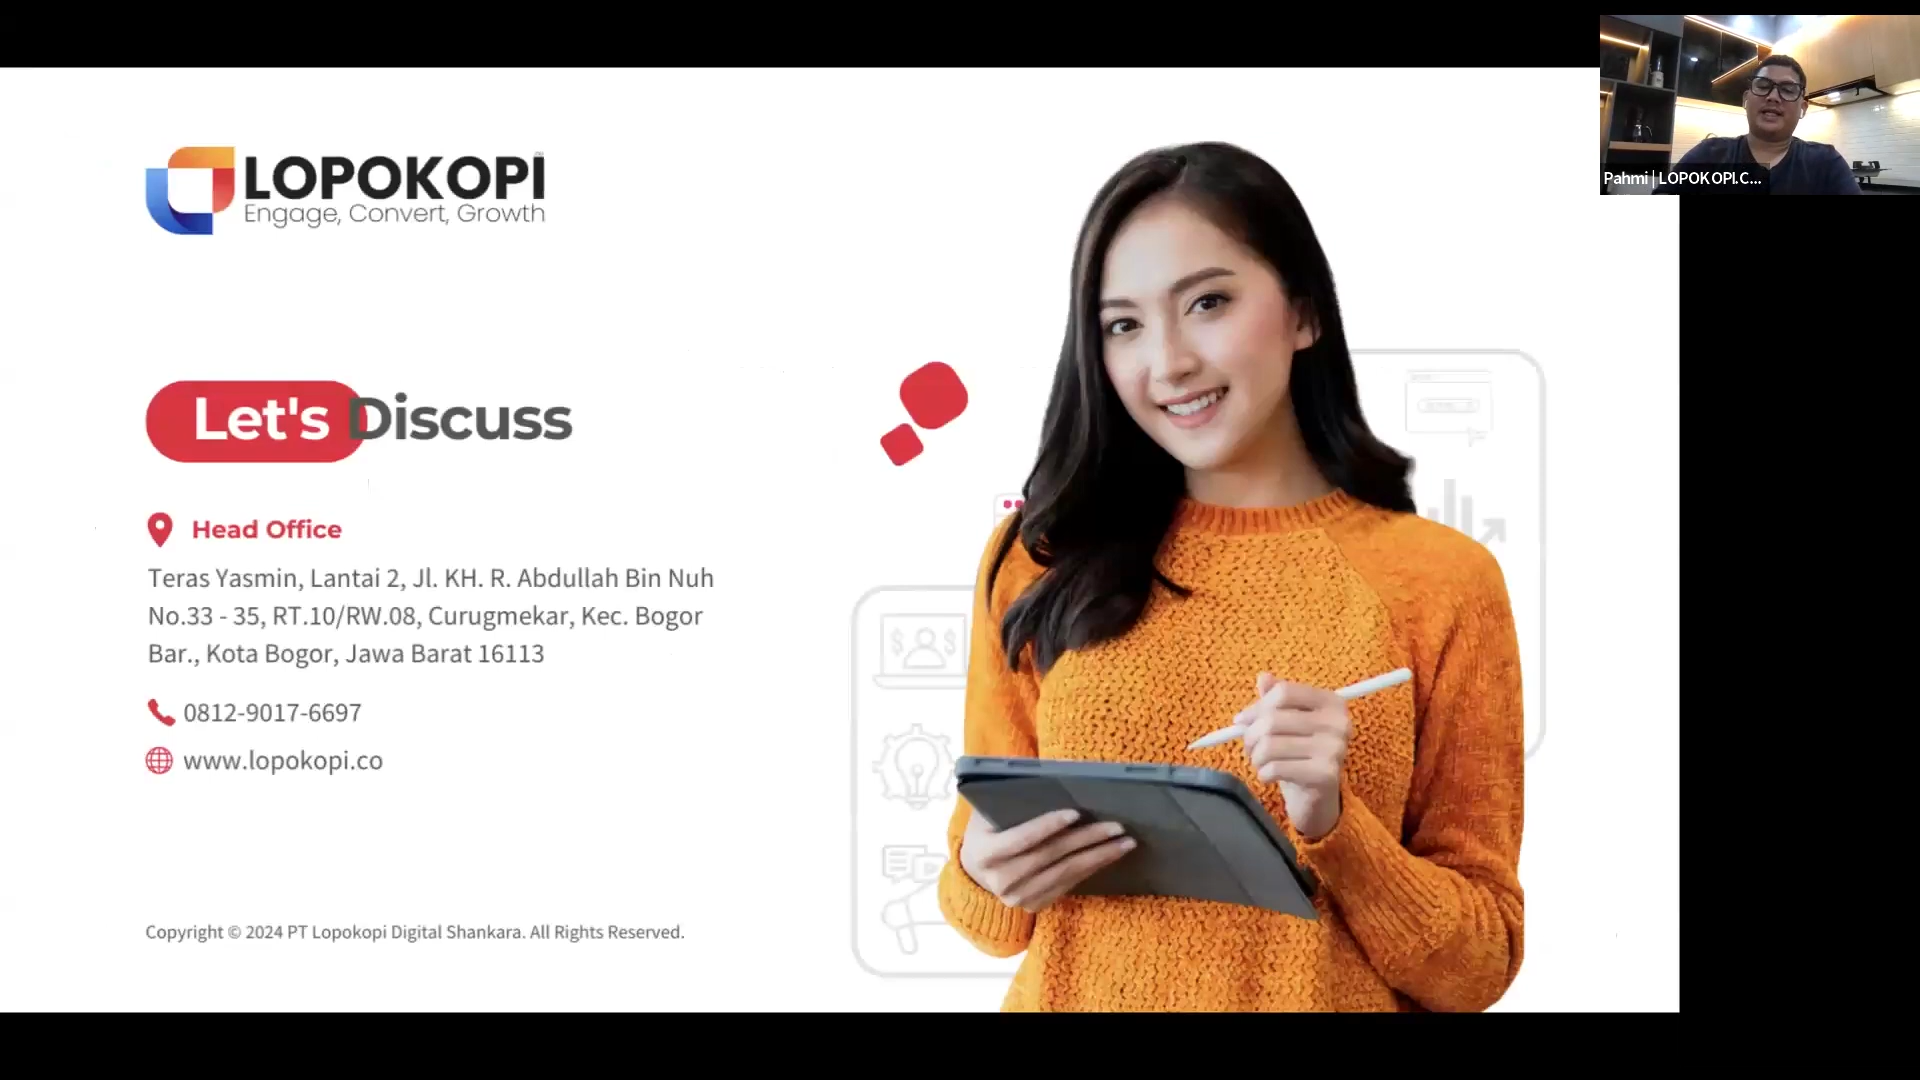 LOPOKOPI
Engage, Convert, Growth
Let's Discuss
Head Office
Teras Yasmin, Lantai 2, Jl. KH. R. Abdullah Bin Nuh
No.33 - 35, RT.10/RW.08, Curugmekar, Kec. Bogor
Bar., Kota Bogor, Jawa Barat 16113
0812-9017-6697
www.lopokopi.co
Copyright © 2024 PT Lopokopi Digital Shankara. All Rights Reserved.
Pahmi | LOPOKOPI.C...